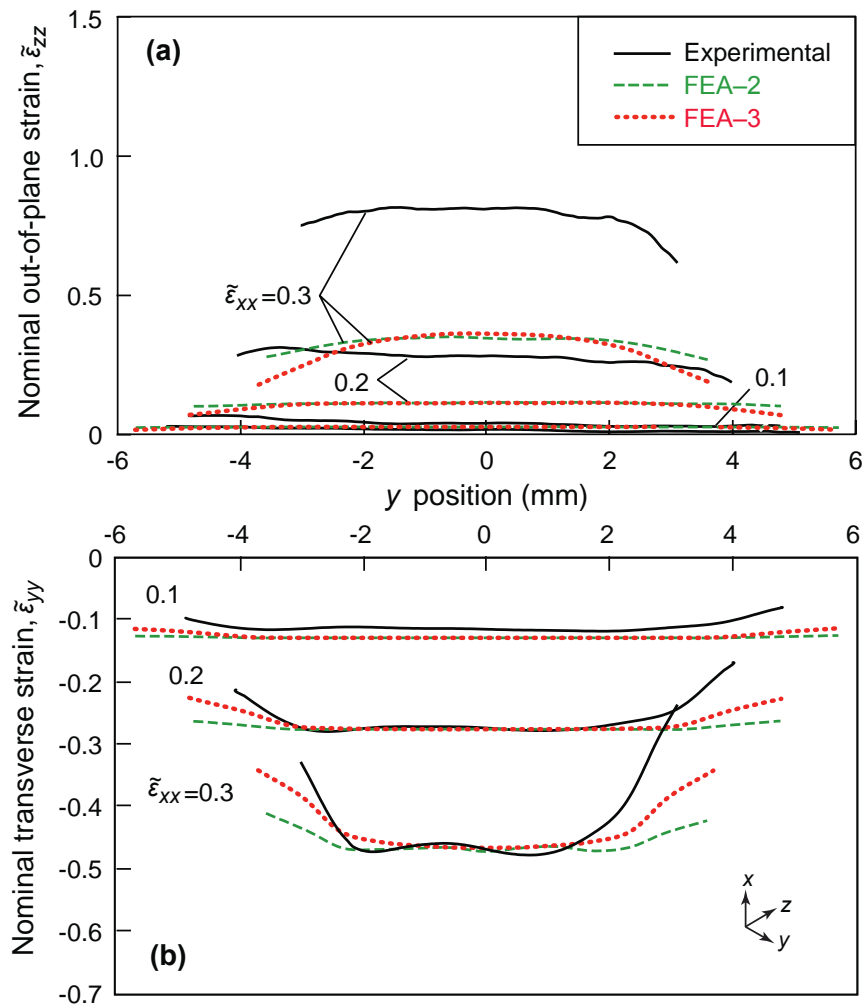 1.5
(a)
Experimental
FEA–2
FEA–3
1.0
Nominal out-of-plane strain, ε̃zz
ε̃xx=0.3
0.5
0.2
0.1
0
-6 -4 -2 0 2 4 6
y position (mm)
-6 -4 -2 0 2 4 6
0
0.1
-0.1
0.2
-0.2
-0.3
Nominal transverse strain, ε̃yy
ε̃xx=0.3
-0.4
-0.5
x
z
y
-0.6
(b)
-0.7